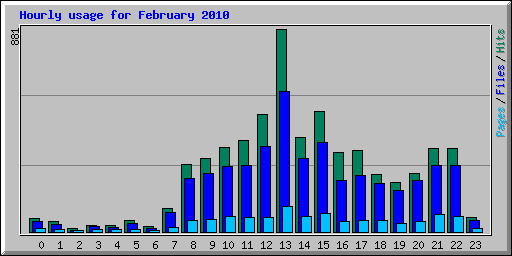 Hourly usage for February 2010
881
Pages/Files/Hits
0 1 2 3 4 5 6 7 8 9 10 11 12 13 14 15 16 17 18 19 20 21 22 23